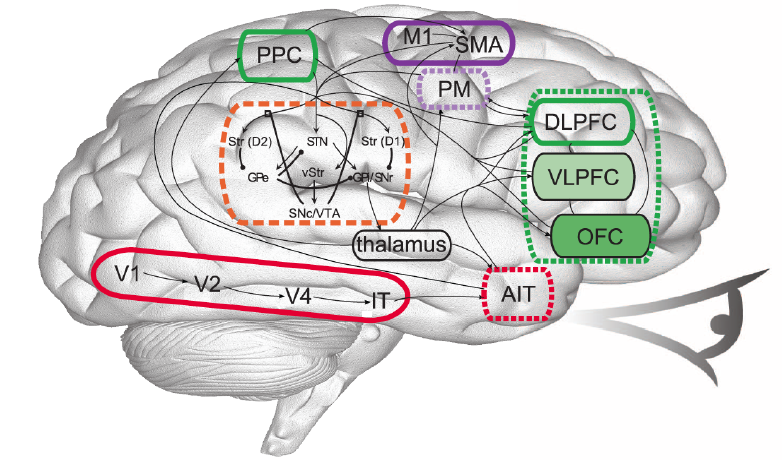 M1
SMA
PPC
PM
DLPFC
Str (D2)
STN
Str (D1)
vStr
GPe
GPi/SNr
VLPFC
SNc/VTA
OFC
thalamus
V1
V2
V4
IT
AIT